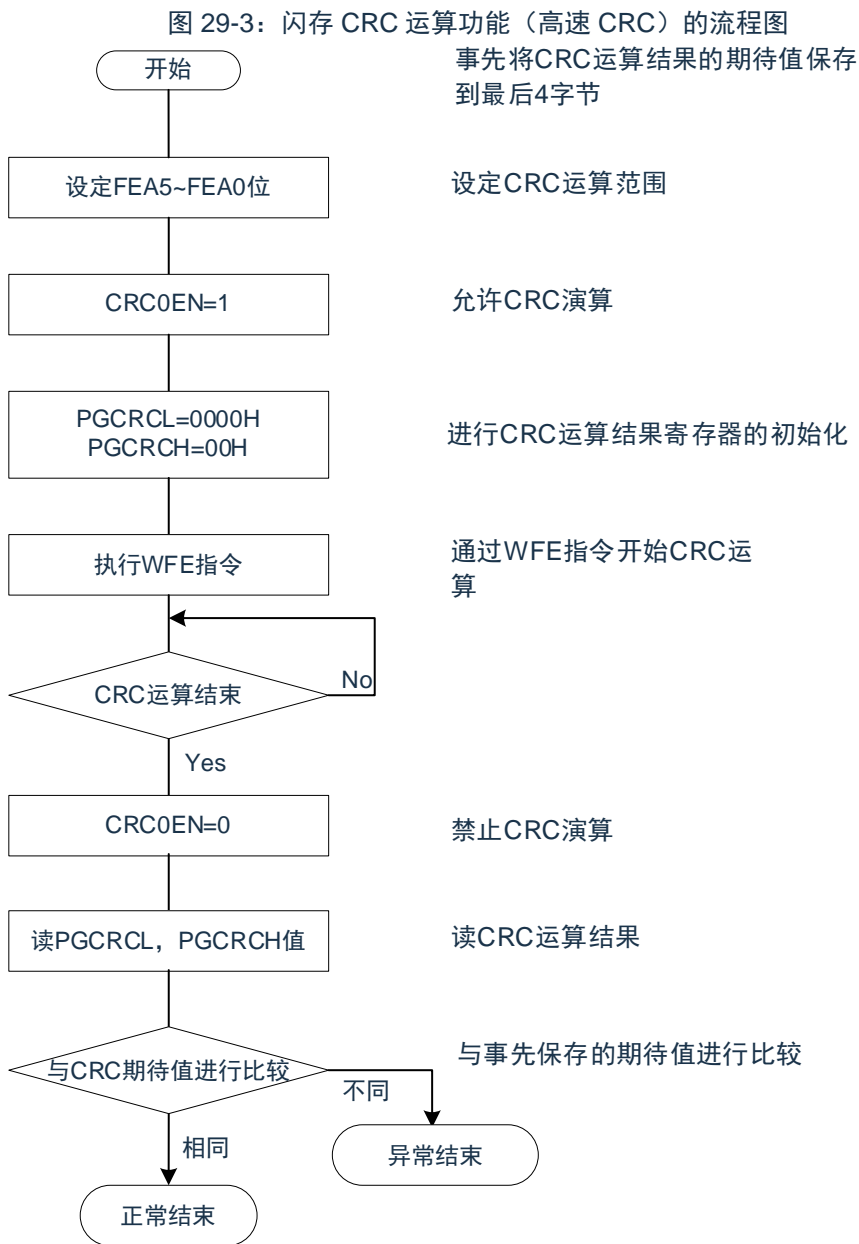 图 29-3：闪存 CRC 运算功能（高速 CRC）的流程图
开始
事先将CRC运算结果的期待值保存
到最后4字节
设定FEA5~FEA0位
设定CRC运算范围
CRC0EN=1
允许CRC演算
PGCRCL=0000H
PGCRCH=00H
进行CRC运算结果寄存器的初始化
执行WFE指令
通过WFE指令开始CRC运
算
CRC运算结束
No
Yes
CRC0EN=0
禁止CRC演算
读PGCRCL，PGCRCH值
读CRC运算结果
与CRC期待值进行比较
与事先保存的期待值进行比较
不同
相同
异常结束
正常结束